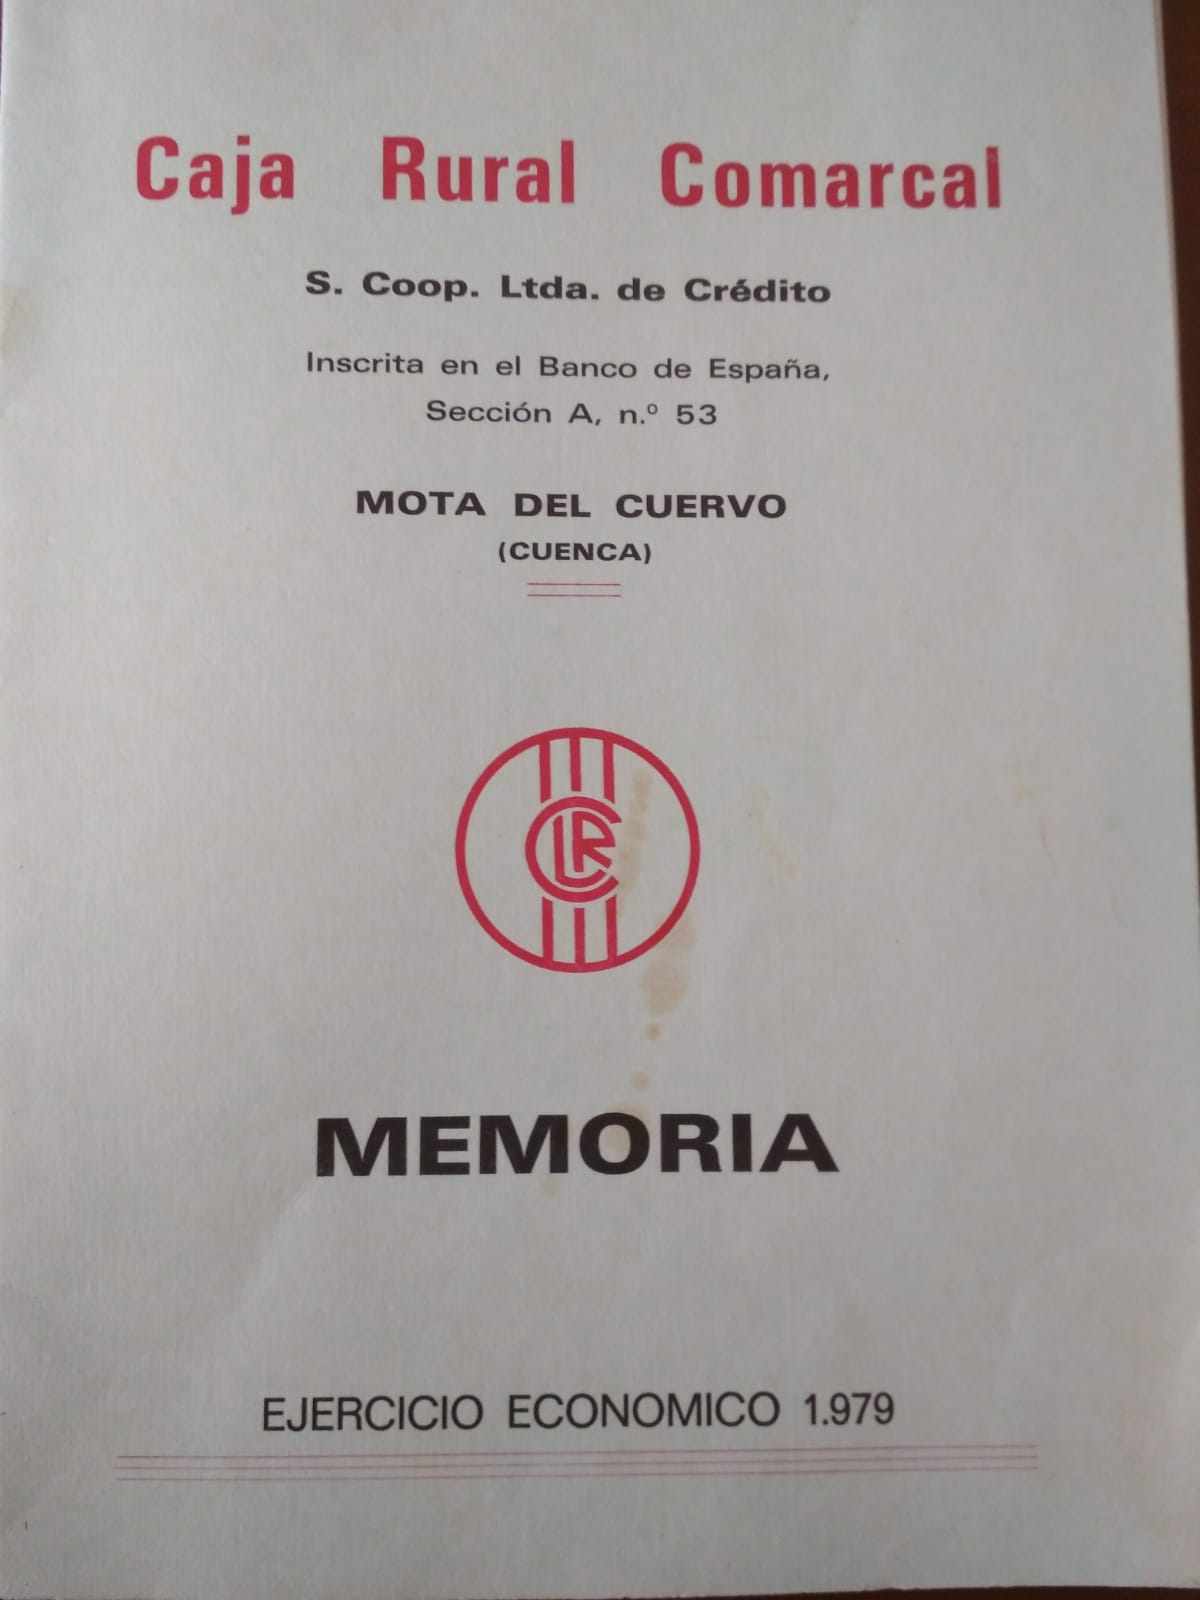 Caja Rural Comarcal
S. Coop. Ltda. de Crédito
Inscrita en el Banco de España,
Sección A, n.º 53
MOTA DEL CUERVO
(CUENCA)
CLR
MEMORIA
EJERCICIO ECONOMICO 1.979